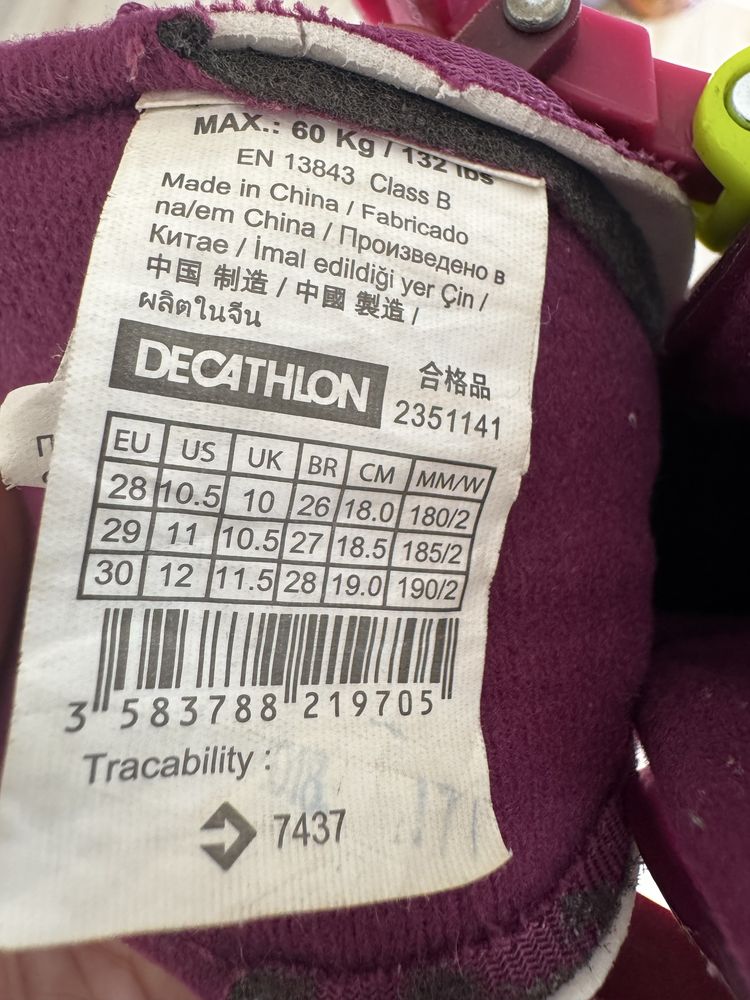 MAX.: 60 Kg / 132 lbs
EN 13843 Class B
Made in China / Fabricado
na/em China / Произведено в
Китае / İmal edildiği yer Çin /
中国 制造 / 中國 製造 /
ผลิตในจีน
DECATHLON
合格品
2351141
EU US UK BR CM MM/W
28 10.5 10 26 18.0 180/2
29 11 10.5 27 18.5 185/2
30 12 11.5 28 19.0 190/2
3 583788 219705
Tracability :
7437